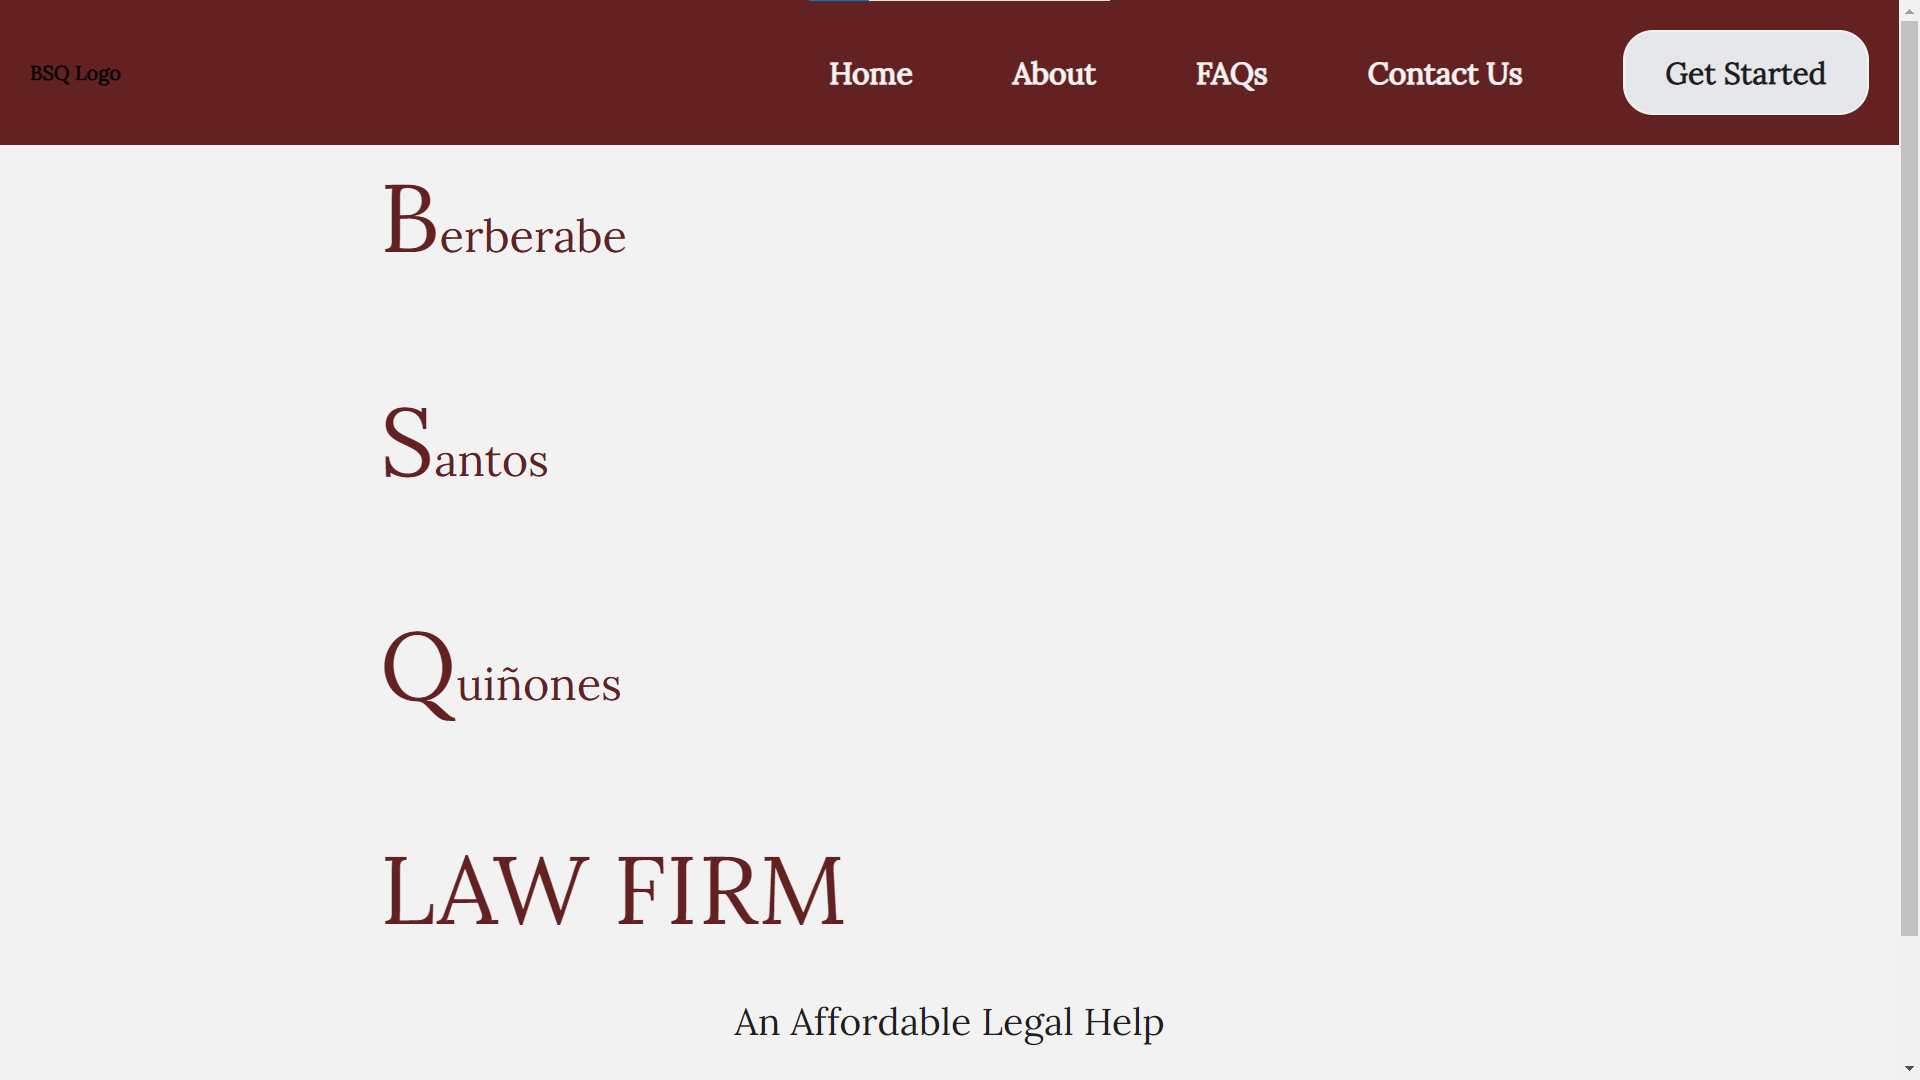 BSQ Logo
Home
About
FAQs
Contact Us
Get Started
Berberabe
Santos
Quiñones
LAW FIRM
An Affordable Legal Help